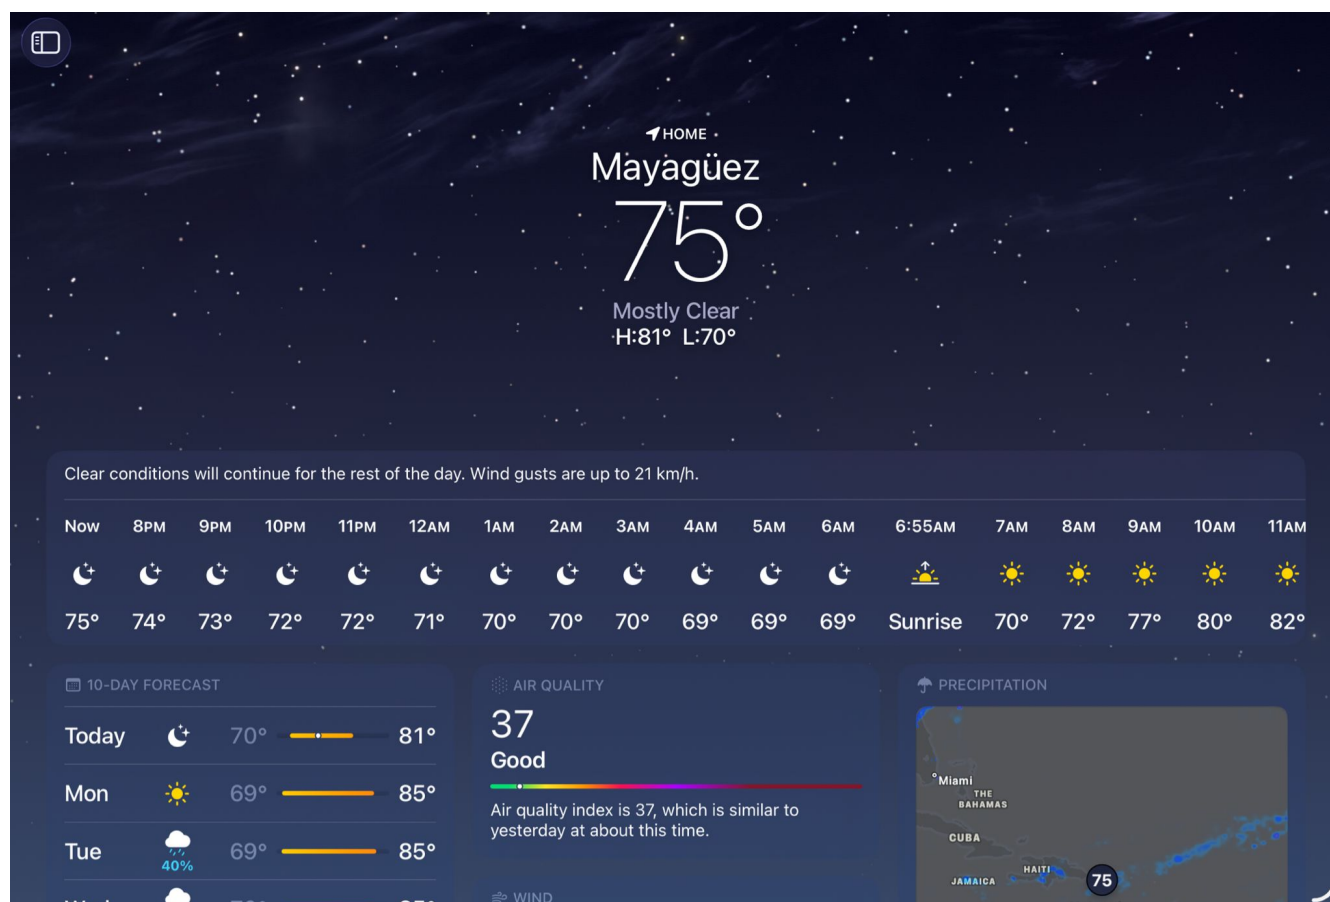 HOME
Mayagüez
75°
Mostly Clear
H:81° L:70°
Clear conditions will continue for the rest of the day. Wind gusts are up to 21 km/h.
Now 8PM 9PM 10PM 11PM 12AM 1AM 2AM 3AM 4AM 5AM 6AM 6:55AM 7AM 8AM 9AM 10AM 11AM
75° 74° 73° 72° 72° 71° 70° 70° 70° 69° 69° 69° Sunrise 70° 72° 77° 80° 82°
10-DAY FORECAST
Today 70° 81°
Mon 69° 85°
Tue 40% 69° 85°
AIR QUALITY
37
Good
Air quality index is 37, which is similar to
yesterday at about this time.
WIND
PRECIPITATION
Miami
THE
BAHAMAS
CUBA
HAITI
JAMAICA
75